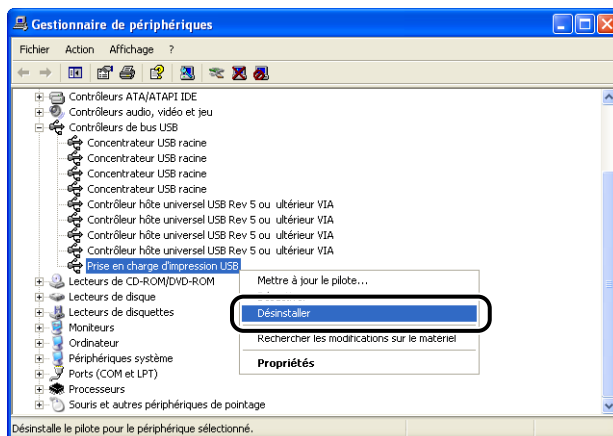 Gestionnaire de périphériques
Fichier Action Affichage ?
Contrôleurs ATA/ATAPI IDE
Contrôleurs audio, vidéo et jeu
Contrôleurs de bus USB
Concentrateur USB racine
Concentrateur USB racine
Concentrateur USB racine
Concentrateur USB racine
Contrôleur hôte universel USB Rev 5 ou ultérieur VIA
Contrôleur hôte universel USB Rev 5 ou ultérieur VIA
Contrôleur hôte universel USB Rev 5 ou ultérieur VIA
Contrôleur hôte universel USB Rev 5 ou ultérieur VIA
Prise en charge d'impression USB
Lecteurs de CD-ROM/DVD-ROM
Lecteurs de disque
Lecteurs de disquettes
Moniteurs
Ordinateur
Périphériques système
Ports (COM et LPT)
Processeurs
Souris et autres périphériques de pointage
Mettre à jour le pilote...
Désinstaller
Rechercher les modifications sur le matériel
Propriétés
Désinstalle le pilote pour le périphérique sélectionné.